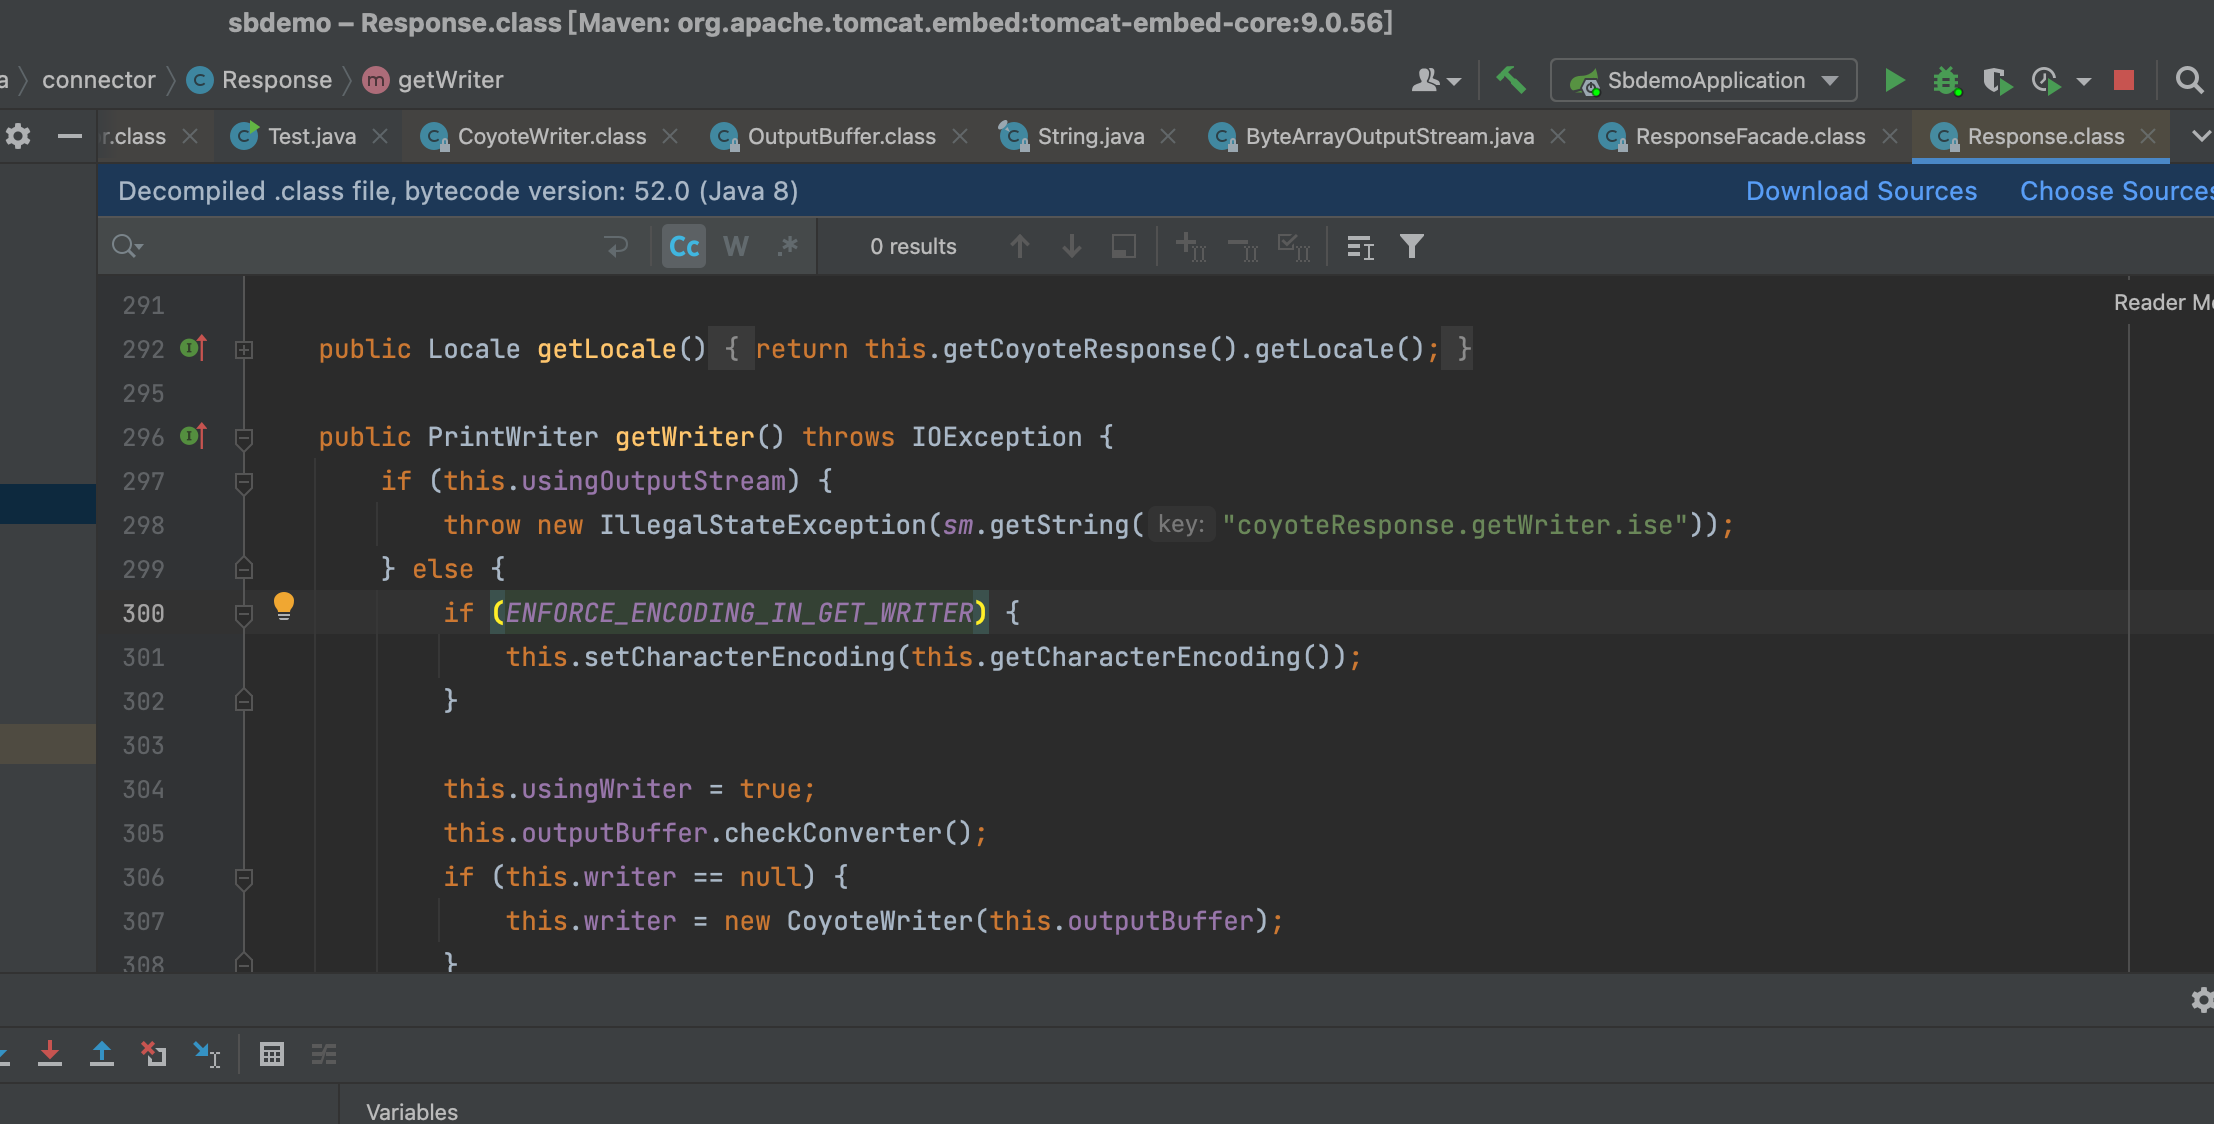 sbdemo – Response.class [Maven: org.apache.tomcat.embed:tomcat-embed-core:9.0.56]
a connector C Response m getWriter SbdemoApplication
r.class Test.java CoyoteWriter.class OutputBuffer.class String.java ByteArrayOutputStream.java ResponseFacade.class Response.class
Decompiled .class file, bytecode version: 52.0 (Java 8) Download Sources Choose Sources
Cc W .* 0 results
291 Reader Mo
292 public Locale getLocale() { return this.getCoyoteResponse().getLocale(); }
295
296 public PrintWriter getWriter() throws IOException {
297 if (this.usingOutputStream) {
298 throw new IllegalStateException(sm.getString( key: "coyoteResponse.getWriter.ise"));
299 } else {
300 if (ENFORCE_ENCODING_IN_GET_WRITER) {
301 this.setCharacterEncoding(this.getCharacterEncoding());
302 }
303
304 this.usingWriter = true;
305 this.outputBuffer.checkConverter();
306 if (this.writer == null) {
307 this.writer = new CoyoteWriter(this.outputBuffer);
308 }
Variables